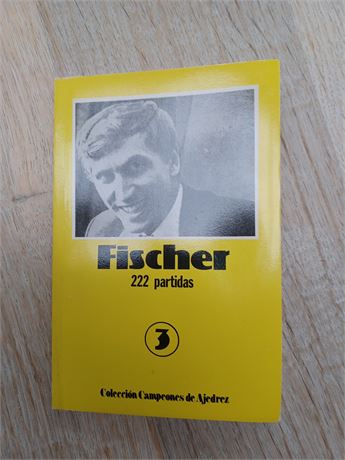 Fischer
222 partidas
3
Colección Campeones de Ajedrez